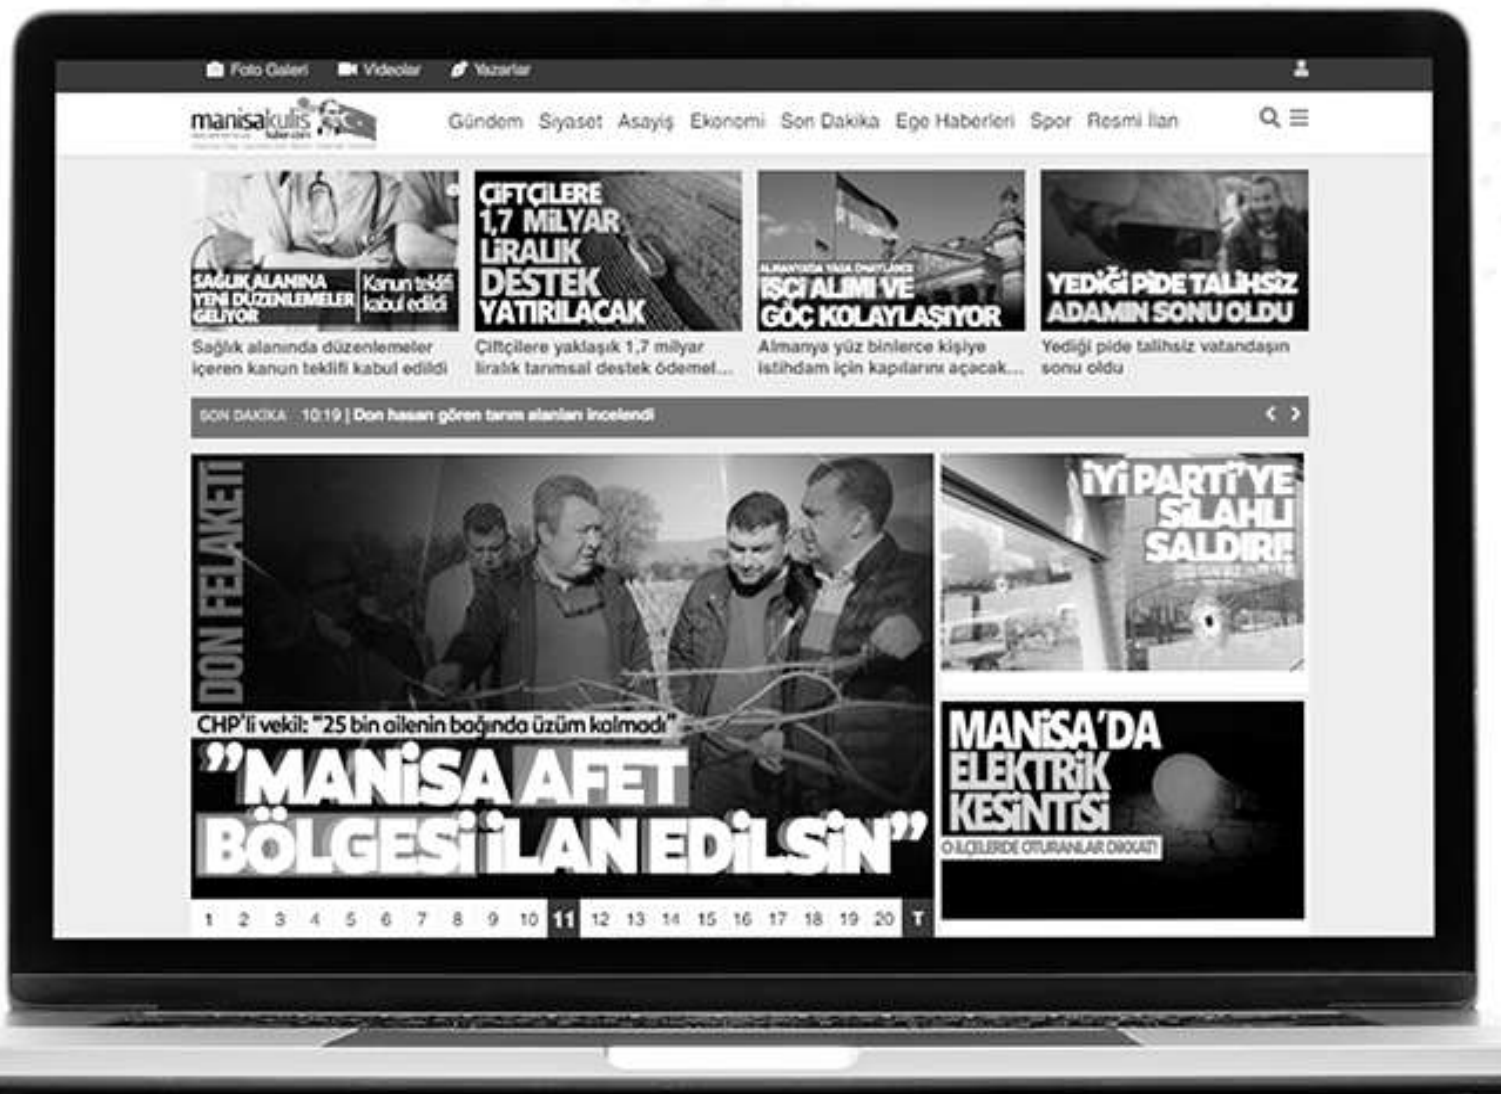 Foto Galeri Videolar Yazarlar
manisakulis
haber.com
Gündem Siyaset Asayiş Ekonomi Son Dakika Ege Haberleri Spor Resmi İlan
SAĞLIK ALANINA
YENİ DÜZENLEMELER
GELİYOR
Kanun teklifi
kabul edildi
Sağlık alanında düzenlemeler
içeren kanun teklifi kabul edildi
ÇİFTÇİLERE
1,7 MİLYAR
LİRALIK
DESTEK
YATIRILACAK
Çiftçilere yaklaşık 1,7 milyar
liralık tarımsal destek ödemel...
ALMANYADA YASA ONAYLANDI
İŞÇİ ALIMI VE
GÖÇ KOLAYLAŞIYOR
Almanya yüz binlerce kişiye
istihdam için kapılarını açacak...
YEDİĞİ PİDE TALİHSİZ
ADAMIN SONU OLDU
Yediği pide talihsiz vatandaşın
sonu oldu
SON DAKİKA 10:19 | Don hasarı gören tarım alanları incelendi
DON FELAKETİ
CHP'li vekil: "25 bin ailenin bağında üzüm kalmadı"
"MANİSA AFET
BÖLGESİ İLAN EDİLSİN"
1 2 3 4 5 6 7 8 9 10 11 12 13 14 15 16 17 18 19 20 T
İYİ PARTİ'YE
SİLAHLI
SALDIRI!
MANİSA'DA
ELEKTRİK
KESİNTİSİ
O İLÇELERDE OTURANLAR DİKKAT!